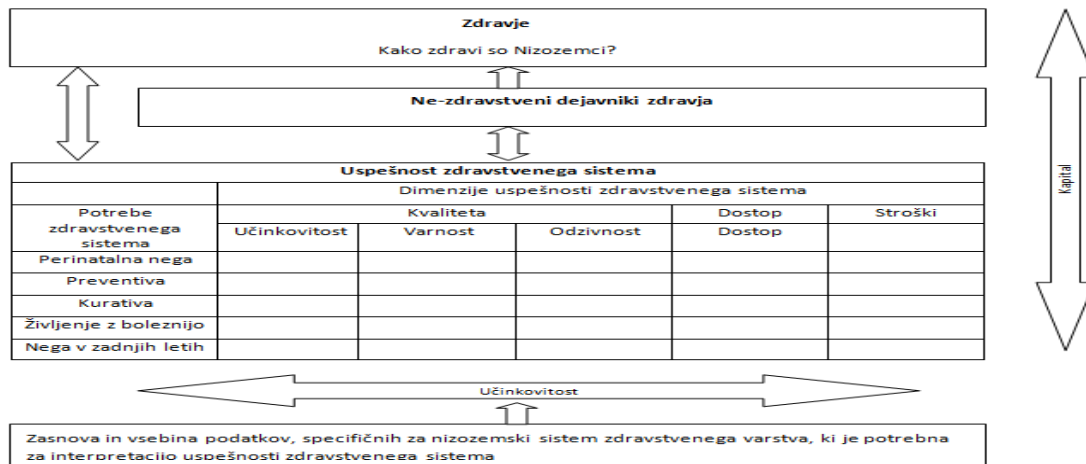 Zdravje
Kako zdravi so Nizozemci?
Ne-zdravstveni dejavniki zdravja
Uspešnost zdravstvenega sistema
Dimenzije uspešnosti zdravstvenega sistema
Potrebe
zdravstvenega
sistema
Kvaliteta
Dostop
Stroški
Učinkovitost
Varnost
Odzivnost
Dostop
Perinatalna nega
Preventiva
Kurativa
Življenje z boleznijo
Nega v zadnjih letih
Učinkovitost
Zasnova in vsebina podatkov, specifičnih za nizozemski sistem zdravstvenega varstva, ki je potrebna
za interpretacijo uspešnosti zdravstvenega sistema
Kapital